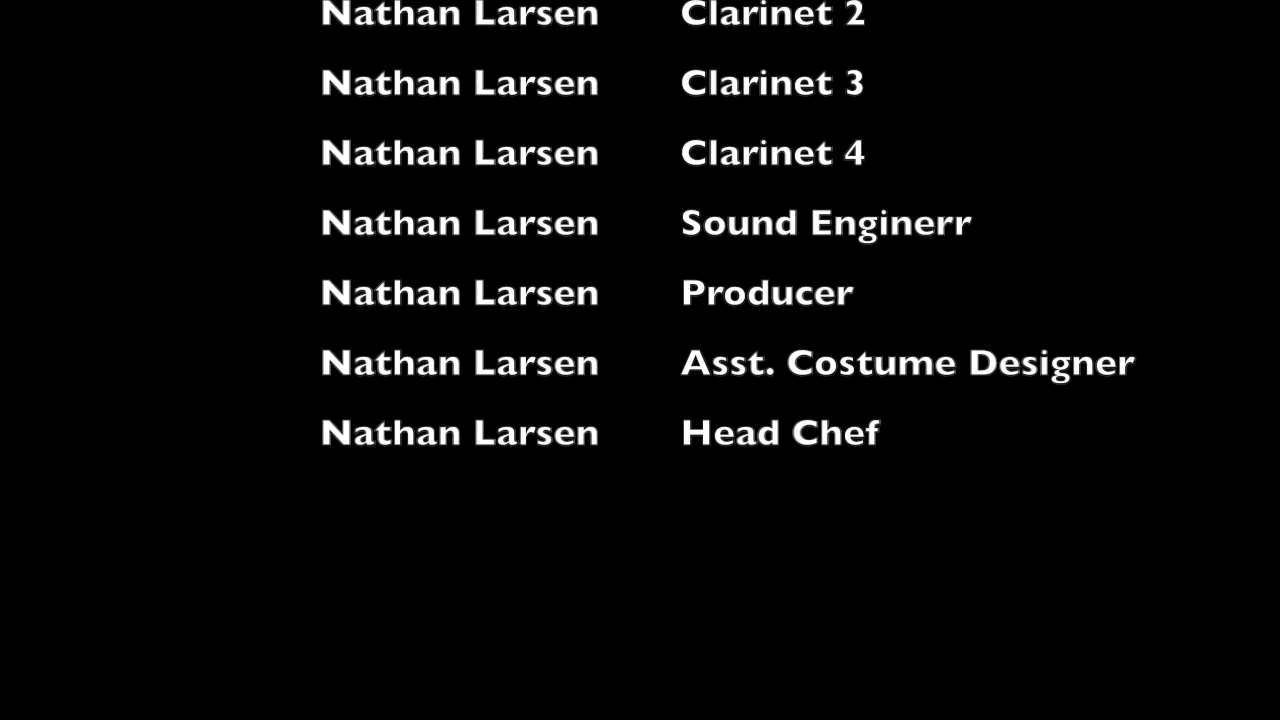 Nathan Larsen Clarinet 2
Nathan Larsen Clarinet 3
Nathan Larsen Clarinet 4
Nathan Larsen Sound Enginerr
Nathan Larsen Producer
Nathan Larsen Asst. Costume Designer
Nathan Larsen Head Chef